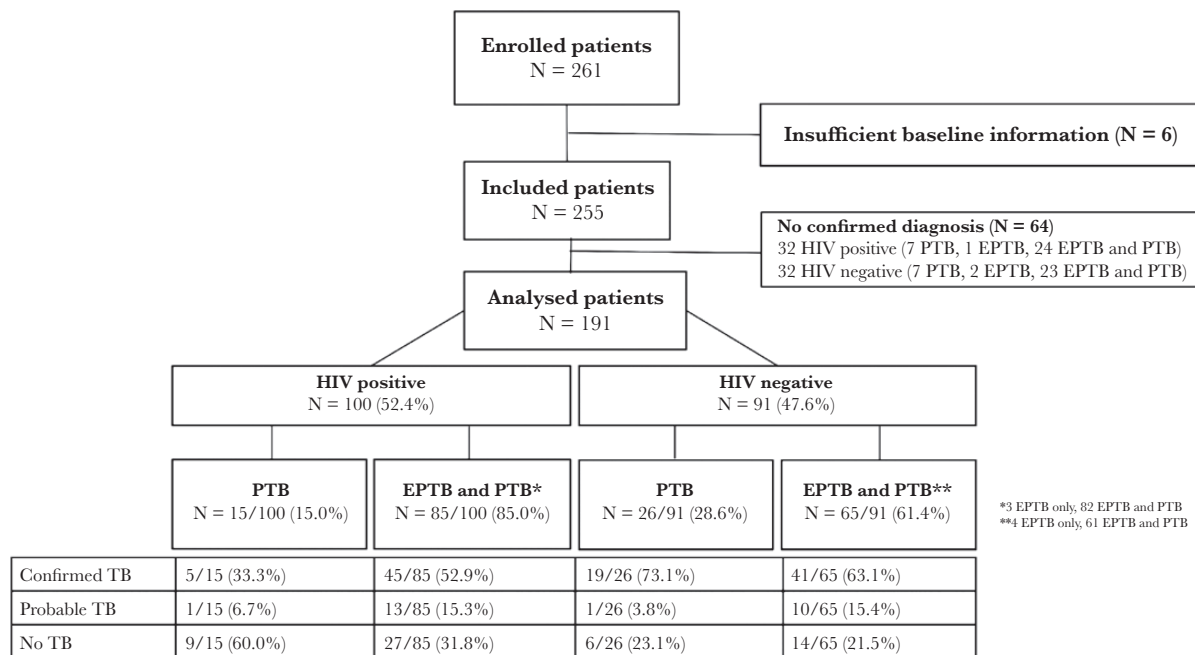 Enrolled patients
N = 261
Insufficient baseline information (N = 6)
Included patients
N = 255
No confirmed diagnosis (N = 64)
32 HIV positive (7 PTB, 1 EPTB, 24 EPTB and PTB)
32 HIV negative (7 PTB, 2 EPTB, 23 EPTB and PTB)
Analysed patients
N = 191
HIV positive
N = 100 (52.4%)
HIV negative
N = 91 (47.6%)
PTB
N = 15/100 (15.0%)
EPTB and PTB*
N = 85/100 (85.0%)
PTB
N = 26/91 (28.6%)
EPTB and PTB**
N = 65/91 (61.4%)
*3 EPTB only, 82 EPTB and PTB
**4 EPTB only, 61 EPTB and PTB
Confirmed TB 5/15 (33.3%) 45/85 (52.9%) 19/26 (73.1%) 41/65 (63.1%)
Probable TB 1/15 (6.7%) 13/85 (15.3%) 1/26 (3.8%) 10/65 (15.4%)
No TB 9/15 (60.0%) 27/85 (31.8%) 6/26 (23.1%) 14/65 (21.5%)